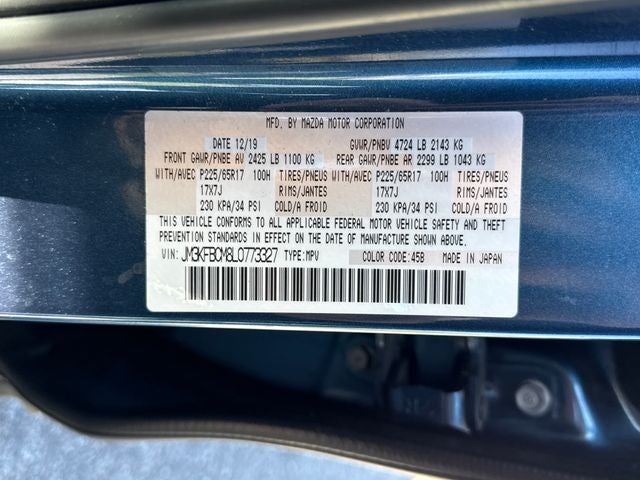 MFD. BY MAZDA MOTOR CORPORATION
DATE 12/19 GVWR/PNBV 4724 LB 2143 KG
FRONT GAWR/PNBE AV 2425 LB 1100 KG REAR GAWR/PNBE AR 2299 LB 1043 KG
WITH/AVEC P225/65R17 100H TIRES/PNEUS WITH/AVEC P225/65R17 100H TIRES/PNEUS
17X7J RIMS/JANTES 17X7J RIMS/JANTES
230 KPA/34 PSI COLD/A FROID 230 KPA/34 PSI COLD/A FROID
THIS VEHICLE CONFORMS TO ALL APPLICABLE FEDERAL MOTOR VEHICLE SAFETY AND THEFT
PREVENTION STANDARDS IN EFFECT ON THE DATE OF MANUFACTURE SHOWN ABOVE.
VIN: JM3KFBCM8L0773327 TYPE: MPV COLOR CODE: 45B MADE IN JAPAN